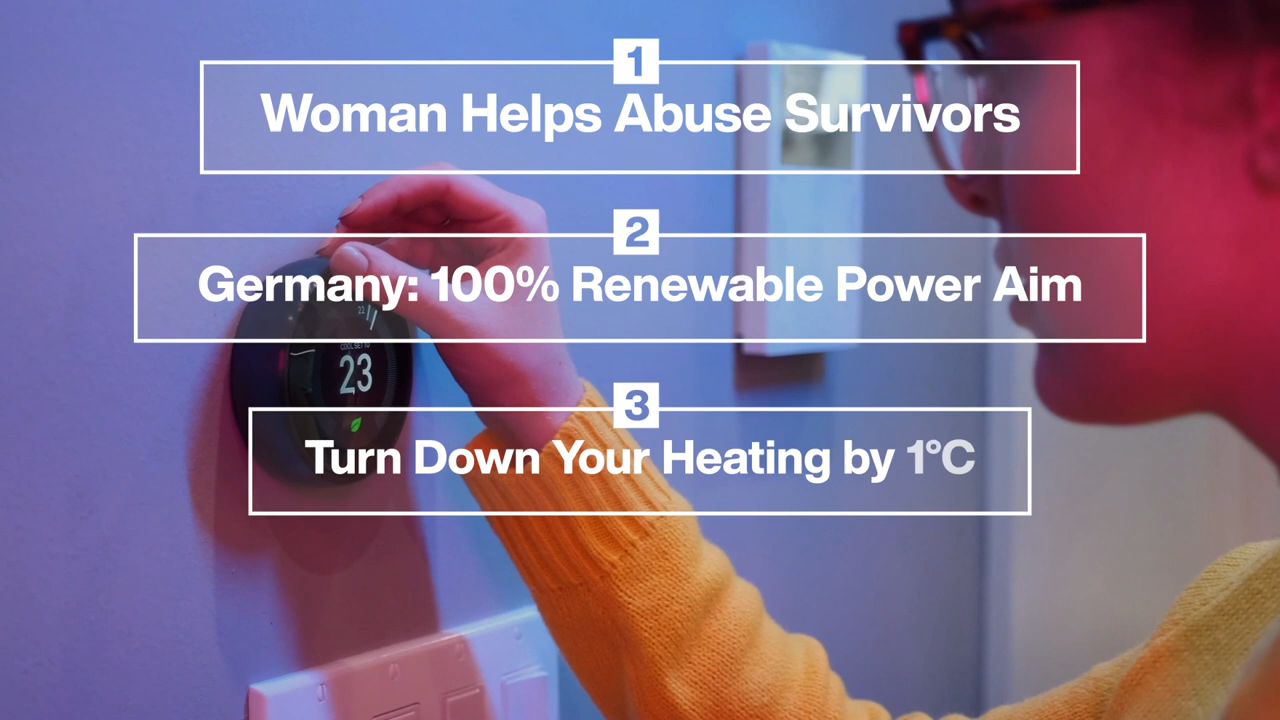 1
Woman Helps Abuse Survivors
2
Germany: 100% Renewable Power Aim
23
3
Turn Down Your Heating by 1°C